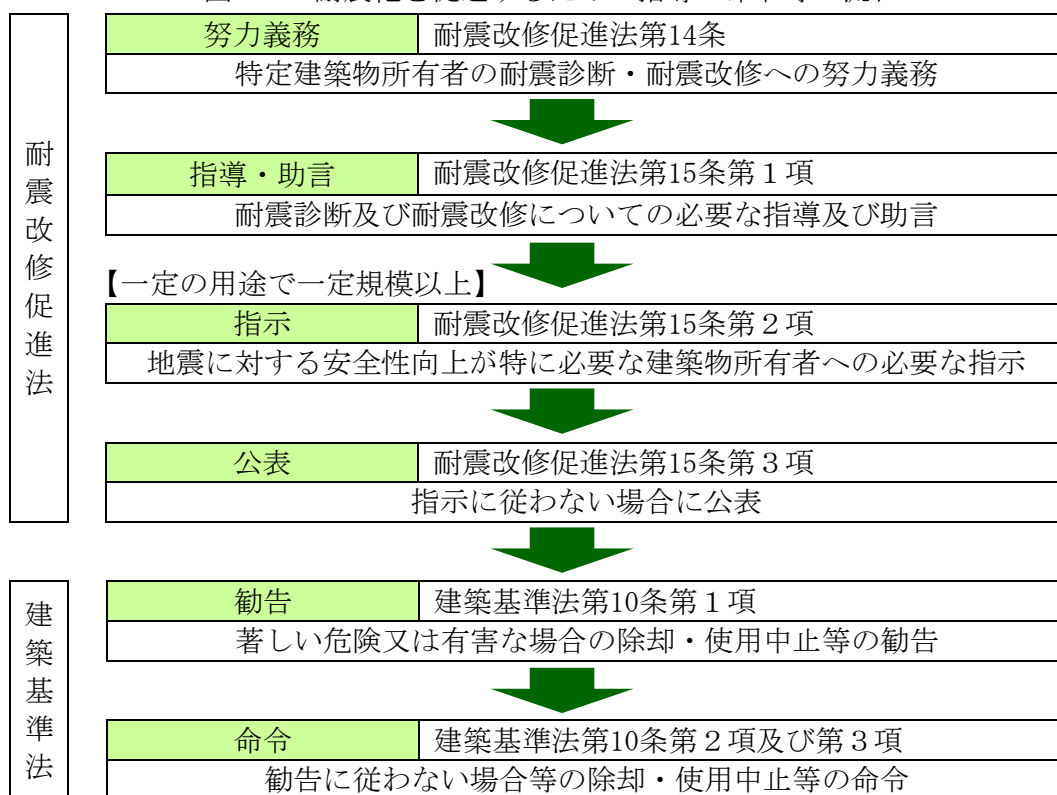 努力義務 耐震改修促進法第14条
特定建築物所有者の耐震診断・耐震改修への努力義務
耐震改修促進法
指導・助言 耐震改修促進法第15条第１項
耐震診断及び耐震改修についての必要な指導及び助言
【一定の用途で一定規模以上】
指示 耐震改修促進法第15条第２項
地震に対する安全性向上が特に必要な建築物所有者への必要な指示
公表 耐震改修促進法第15条第３項
指示に従わない場合に公表
建築基準法
勧告 建築基準法第10条第１項
著しい危険又は有害な場合の除却・使用中止等の勧告
命令 建築基準法第10条第２項及び第３項
勧告に従わない場合等の除却・使用中止等の命令